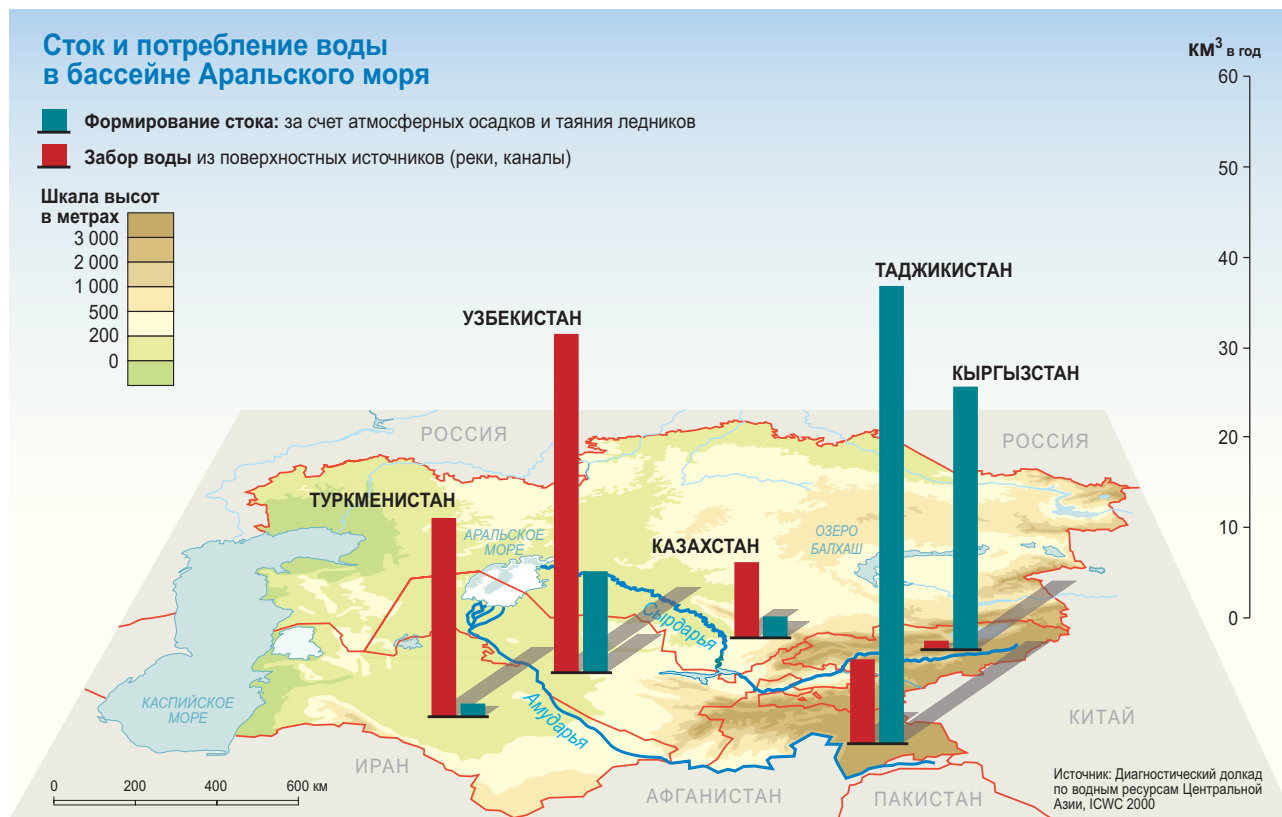 Сток и потребление воды
в бассейне Аральского моря
Формирование стока: за счет атмосферных осадков и таяния ледников
Забор воды из поверхностных источников (реки, каналы)
Шкала высот
в метрах
3 000
2 000
1 000
500
200
0
КМ³ в год
60
50
40
30
20
10
0
ТАДЖИКИСТАН
УЗБЕКИСТАН
КЫРГЫЗСТАН
РОССИЯ
РОССИЯ
ТУРКМЕНИСТАН
АРАЛЬСКОЕ
МОРЕ
КАЗАХСТАН
ОЗЕРО
БАЛХАШ
Сырдарья
КАСПИЙСКОЕ
МОРЕ
Амударья
КИТАЙ
ИРАН
АФГАНИСТАН
ПАКИСТАН
0 200 400 600 км
Источник: Диагностический долкад
по водным ресурсам Центральной
Азии, ICWC 2000